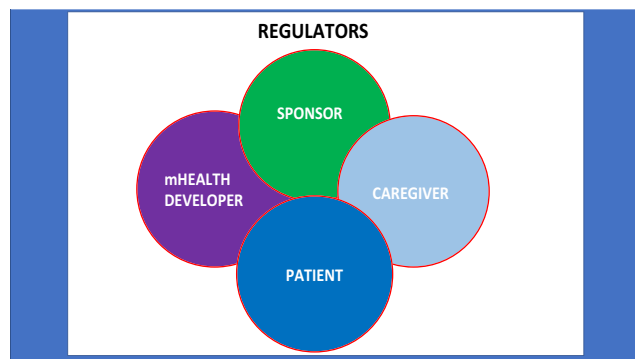 REGULATORS
SPONSOR
mHEALTH
DEVELOPER
CAREGIVER
PATIENT